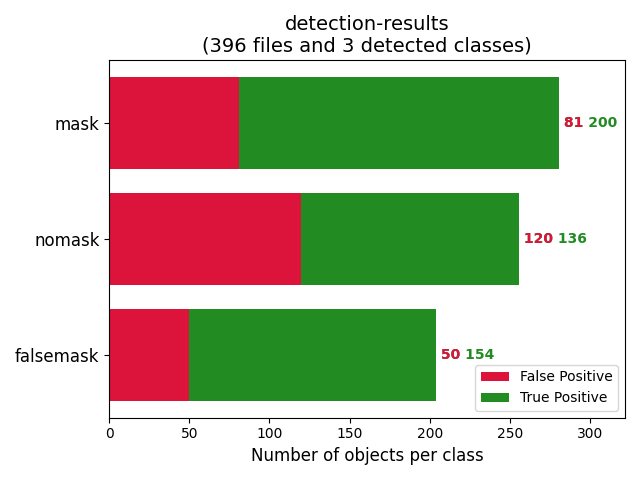 detection-results
(396 files and 3 detected classes)
mask
81 200
nomask
120 136
falsemask
50 154
False Positive
True Positive
0 50 100 150 200 250 300
Number of objects per class